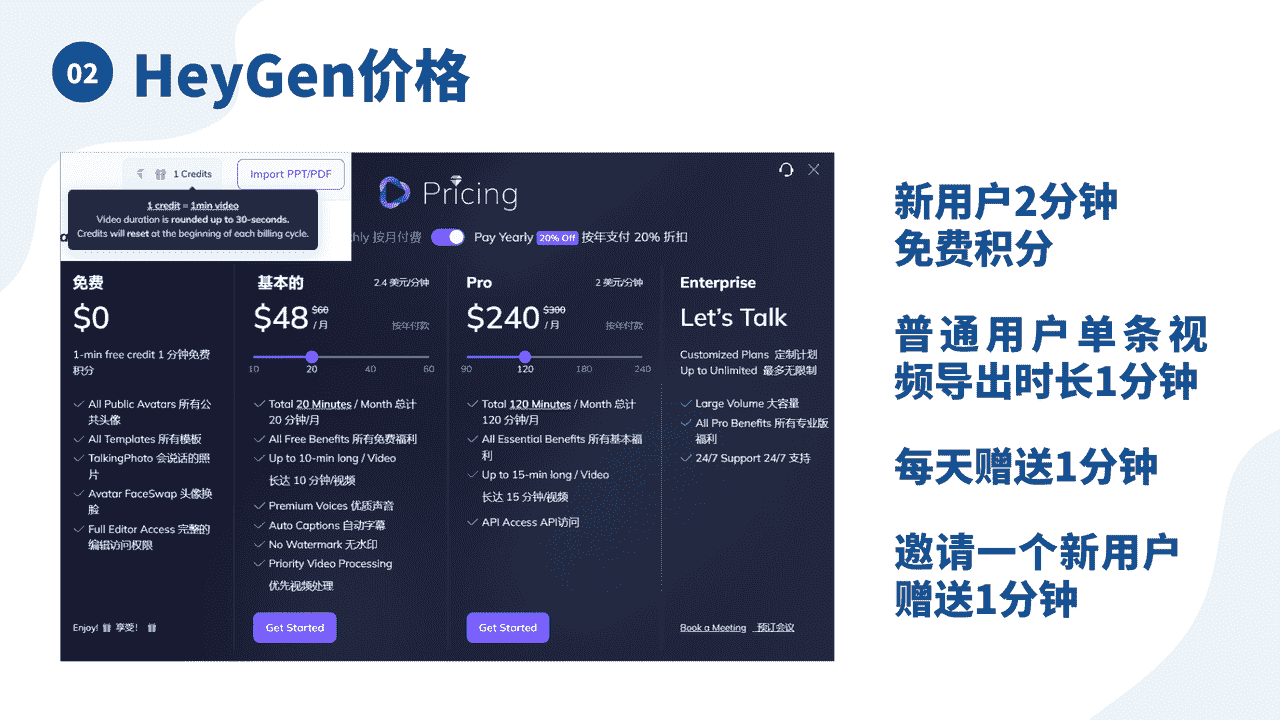 02
HeyGen价格
1 Credits
Import PPT/PDF
1 credit = 1min video
Video duration is rounded up to 30-seconds.
Credits will reset at the beginning of each billing cycle.
Pricing
按月付费
Pay Yearly 20% Off 按年支付 20% 折扣
免费
$0
1-min free credit 1 分钟免费
积分
All Public Avatars 所有公
共头像
All Templates 所有模板
TalkingPhoto 会说话的照
片
Avatar FaceSwap 头像换
脸
Full Editor Access 完整的
编辑访问权限
Enjoy! 享受!
基本的
2.4 美元/分钟
$48 $60
/ 月
按年付款
10 20 40 60
Total 20 Minutes / Month 总计
20 分钟/月
All Free Benefits 所有免费福利
Up to 10-min long / Video
长达 10 分钟/视频
Premium Voices 优质声音
Auto Captions 自动字幕
No Watermark 无水印
Priority Video Processing
优先视频处理
Get Started
Pro
2 美元/分钟
$240 $300
/ 月
按年付款
90 120 180 240
Total 120 Minutes / Month 总计
120 分钟/月
All Essential Benefits 所有基本福
利
Up to 15-min long / Video
长达 15 分钟/视频
API Access API访问
Get Started
Enterprise
Let's Talk
Customized Plans 定制计划
Up to Unlimited 最多无限制
Large Volume 大容量
All Pro Benefits 所有专业版
福利
24/7 Support 24/7 支持
Book a Meeting 预订会议
新用户2分钟
免费积分
普通用户单条视
频导出时长1分钟
每天赠送1分钟
邀请一个新用户
赠送1分钟